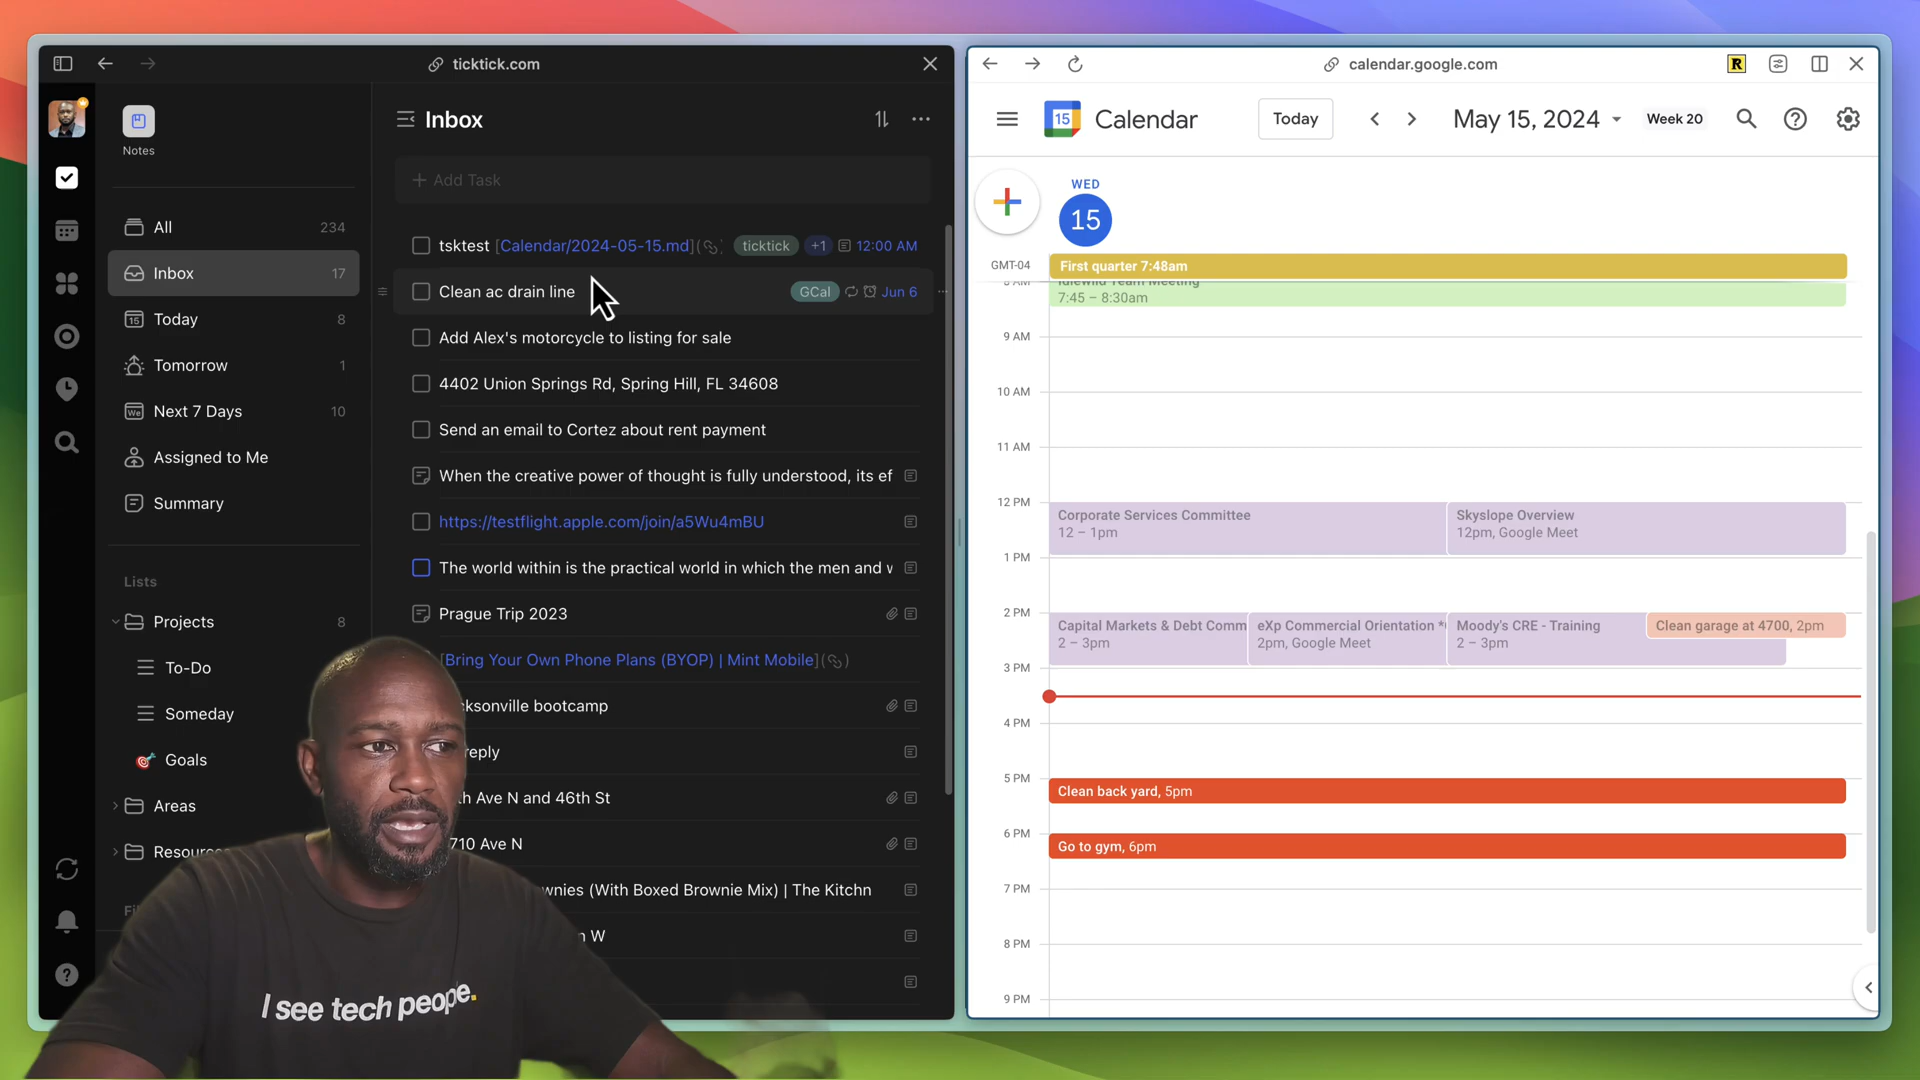 ticktick.com
Notes
All 234
Inbox 17
Today 8
Tomorrow 1
Next 7 Days 10
Assigned to Me
Summary
Lists
Projects 8
To-Do
Someday
Goals
Areas
Inbox
+ Add Task
tsktest [Calendar/2024-05-15.md]( ticktick +1 12:00 AM
Clean ac drain line GCal Jun 6
Add Alex's motorcycle to listing for sale
4402 Union Springs Rd, Spring Hill, FL 34608
Send an email to Cortez about rent payment
When the creative power of thought is fully understood, its ef
https://testflight.apple.com/join/a5Wu4mBU
The world within is the practical world in which the men and w
Prague Trip 2023
[Bring Your Own Phone Plans (BYOP) | Mint Mobile]( )
bootcamp
reply
Ave N and 46th St
710 Ave N
(With Boxed Brownie Mix) | The Kitchn
W
I see tech people.
calendar.google.com
R
15 Calendar
Today
May 15, 2024
Week 20
WED
15
GMT-04
First quarter 7:48am
Idlewild Team Meeting
7:45 – 8:30am
9 AM
10 AM
11 AM
12 PM
Corporate Services Committee
12 – 1pm
Skyslope Overview
12pm, Google Meet
1 PM
2 PM
Capital Markets & Debt Comm
2 – 3pm
eXp Commercial Orientation *
2pm, Google Meet
Moody's CRE - Training
2 – 3pm
Clean garage at 4700, 2pm
3 PM
4 PM
5 PM
Clean back yard, 5pm
6 PM
Go to gym, 6pm
7 PM
8 PM
9 PM